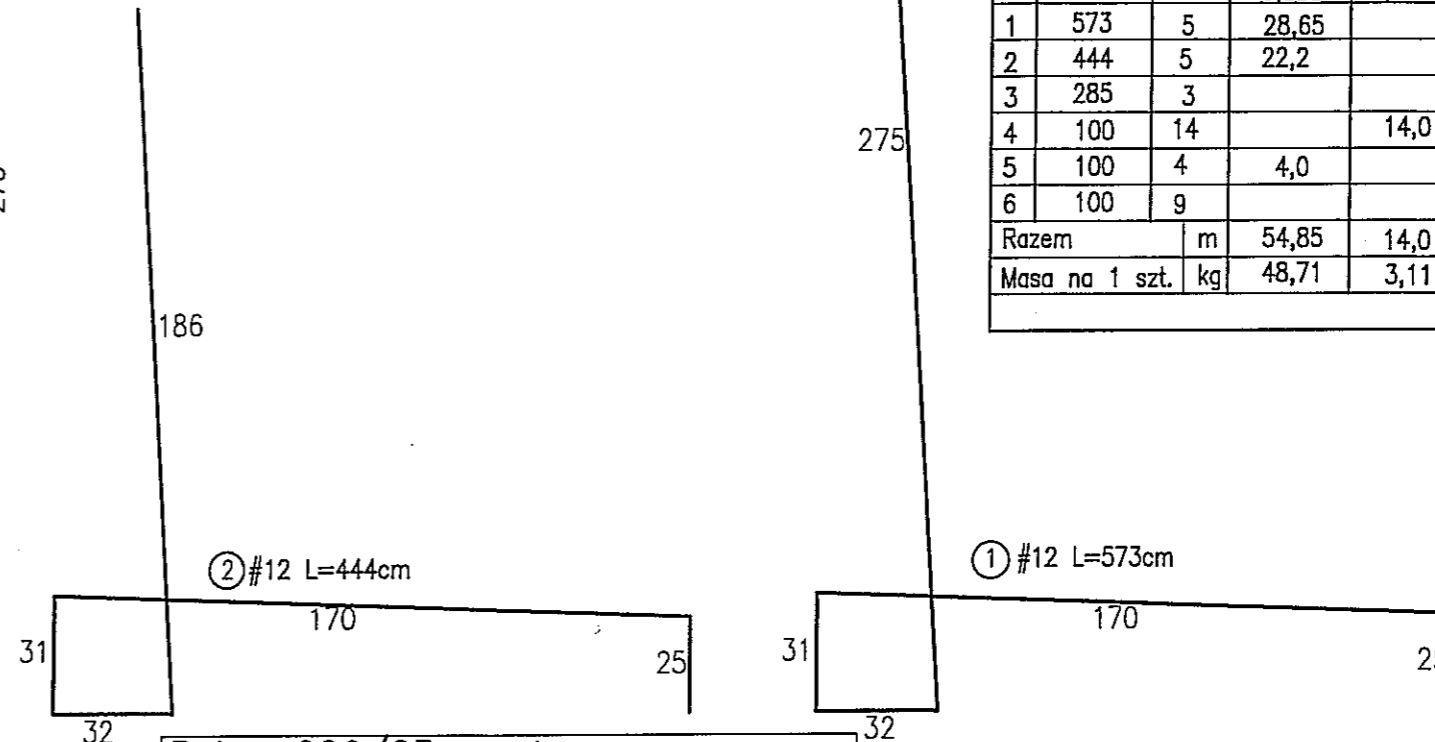 1 573 5 28,65
2 444 5 22,2
3 285 3
4 100 14 14,0
5 100 4 4,0
6 100 9
Razem m 54,85 14,0
Masa na 1 szt. kg 48,71 3,11
275
186
2 #12 L=444cm
170
31
25
32
1 #12 L=573cm
170
31
32